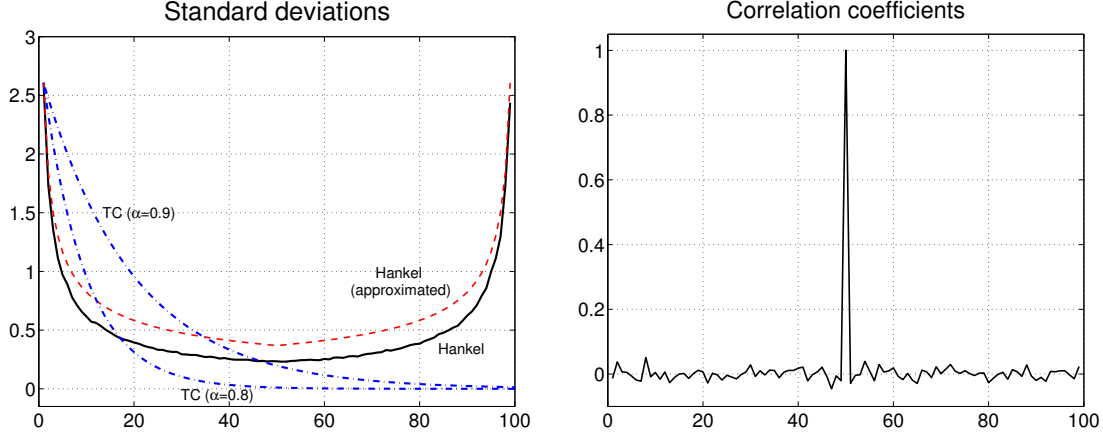 Standard deviations
3
2.5
2
1.5
1
0.5
0
0 20 40 60 80 100
TC (α=0.9)
Hankel
(approximated)
Hankel
TC (α=0.8)
Correlation coefficients
1
0.8
0.6
0.4
0.2
0
0 20 40 60 80 100